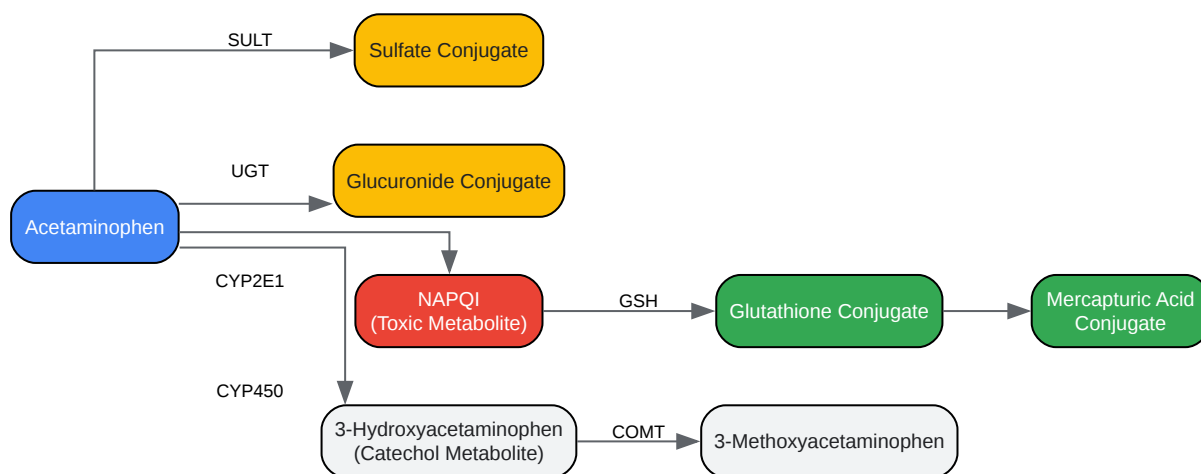 SULT
Sulfate Conjugate
UGT
Glucuronide Conjugate
Acetaminophen
CYP2E1
NAPQI
(Toxic Metabolite)
GSH
Glutathione Conjugate
Mercapturic Acid
Conjugate
CYP450
3-Hydroxyacetaminophen
(Catechol Metabolite)
COMT
3-Methoxyacetaminophen